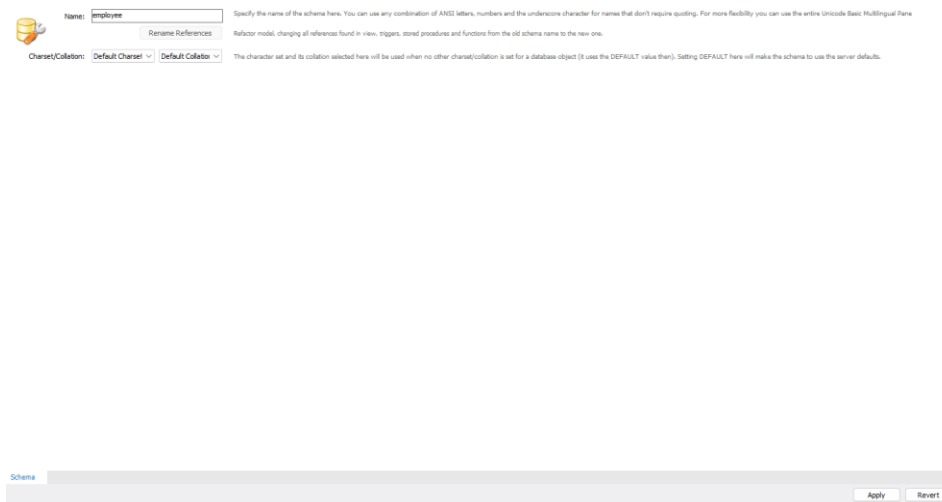 Name: employee Specify the name of the schema here. You can use any combination of ANSI letters, numbers and the underscore character for names that don't require quoting. For more flexibility you can use the entire Unicode Basic Multilingual Pane
Rename References Refactor model, changing all references found in view, triggers, stored procedures and functions from the old schema name to the new one.
Charset/Collation: Default Charset Default Collation The character set and its collation selected here will be used when no other charset/collation is set for a database object (it uses the DEFAULT value then). Setting DEFAULT here will make the schema to use the server defaults.
Schema
Apply Revert